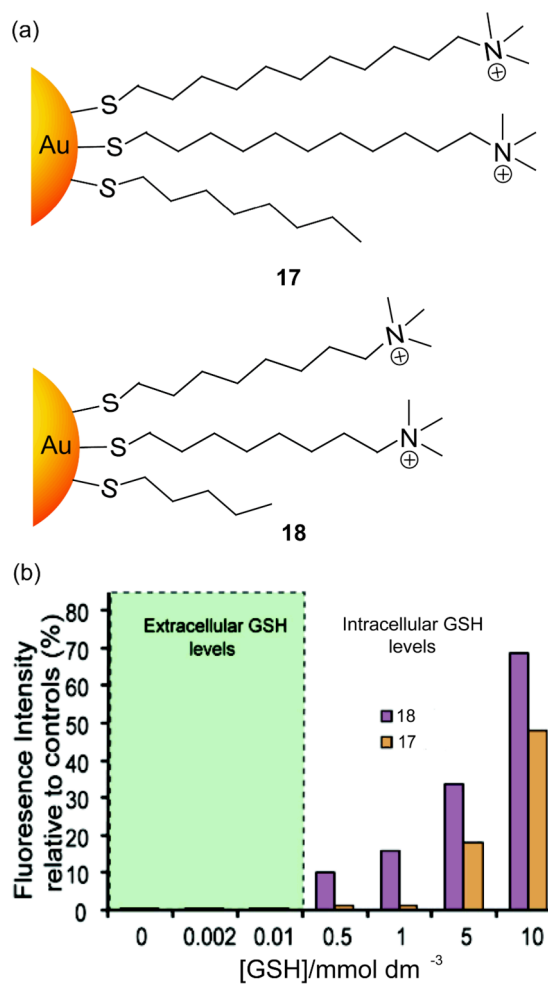 (a)
N
⊕
S
Au
S
N
⊕
S
17
N
⊕
S
Au
S
N
⊕
S
18
(b)
Fluoresence Intensity
relative to controls (%)
80
70
60
50
40
30
20
10
0
Extracellular GSH
levels
Intracellular GSH
levels
18
17
0 0.002 0.01 0.5 1 5 10
[GSH]/mmol dm -3